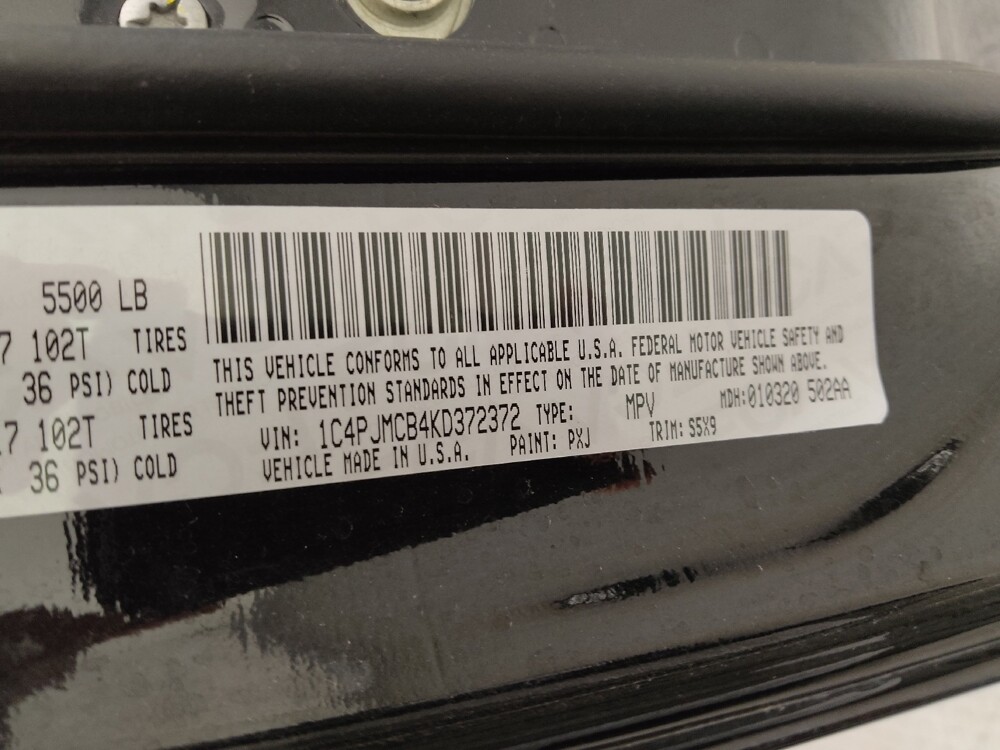 5500 LB
7 102T TIRES
36 PSI) COLD
7 102T TIRES
36 PSI) COLD
THIS VEHICLE CONFORMS TO ALL APPLICABLE U.S.A. FEDERAL MOTOR VEHICLE SAFETY AND
THEFT PREVENTION STANDARDS IN EFFECT ON THE DATE OF MANUFACTURE SHOWN ABOVE.
VIN: 1C4PJMCB4KD372372 TYPE: MPV MDH:010320 502AA
VEHICLE MADE IN U.S.A. PAINT: PXJ TRIM: S5X9